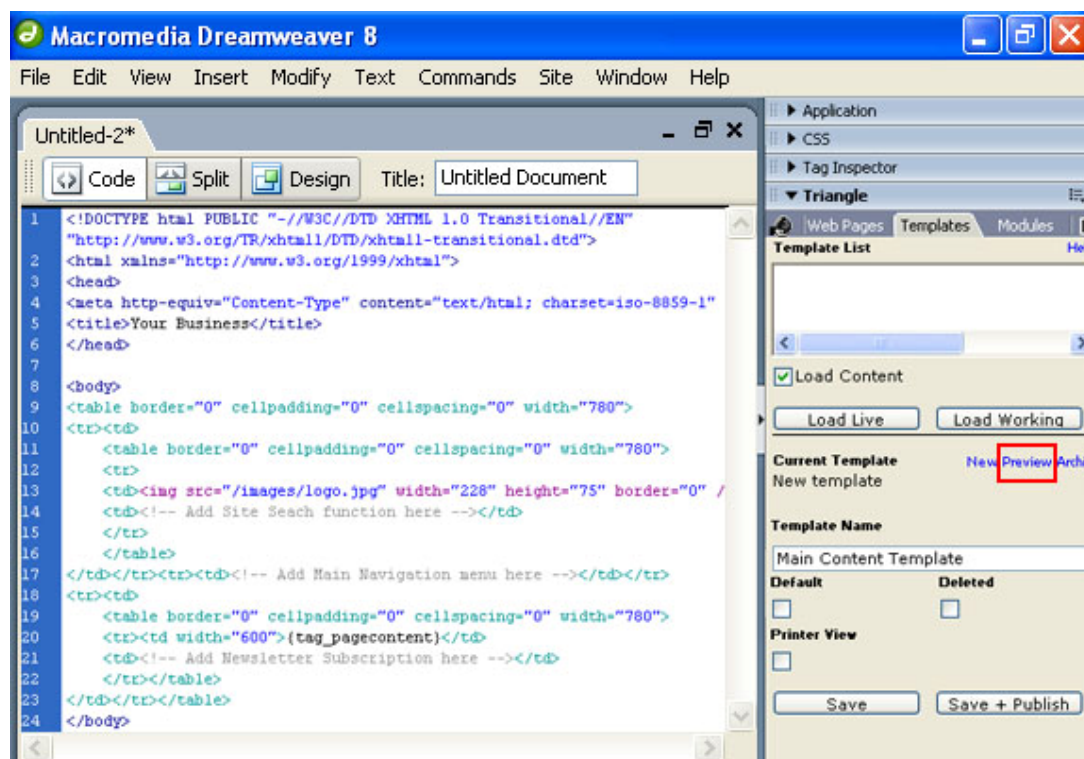 Macromedia Dreamweaver 8
File Edit View Insert Modify Text Commands Site Window Help
Untitled-2*
Code Split Design Title: Untitled Document
1 <!DOCTYPE html PUBLIC "-//W3C//DTD XHTML 1.0 Transitional//EN"
"http://www.w3.org/TR/xhtml1/DTD/xhtml1-transitional.dtd">
2 <html xmlns="http://www.w3.org/1999/xhtml">
3 <head>
4 <meta http-equiv="Content-Type" content="text/html; charset=iso-8859-1"
5 <title>Your Business</title>
6 </head>
7
8 <body>
9 <table border="0" cellpadding="0" cellspacing="0" width="780">
10 <tr><td>
11 <table border="0" cellpadding="0" cellspacing="0" width="780">
12 <tr>
13 <td><img src="/images/logo.jpg" width="228" height="75" border="0" /
14 <td><!-- Add Site Seach function here --></td>
15 </tr>
16 </table>
17 </td></tr><tr><td><!-- Add Main Navigation menu here --></td></tr>
18 <tr><td>
19 <table border="0" cellpadding="0" cellspacing="0" width="780">
20 <tr><td width="600">{tag_pagecontent}</td>
21 <td><!-- Add Newsletter Subscription here --></td>
22 </tr></table>
23 </td></tr></table>
24 </body>
Application
CSS
Tag Inspector
Triangle
Web Pages Templates Modules
Template List He
Load Content
Load Live Load Working
Current Template New Preview Archi
New template
Template Name
Main Content Template
Default Deleted
Printer View
Save Save + Publish